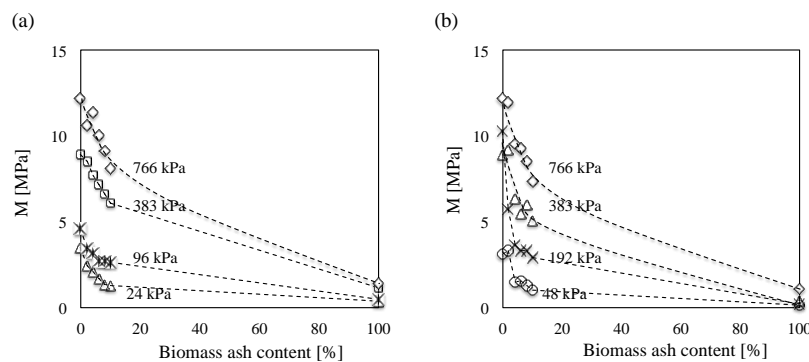 (a)
15
10
5
0
M [MPa]
766 kPa
383 kPa
96 kPa
24 kPa
0 20 40 60 80 100
Biomass ash content [%]
(b)
15
10
5
0
M [MPa]
766 kPa
383 kPa
192 kPa
48 kPa
0 20 40 60 80 100
Biomass ash content [%]